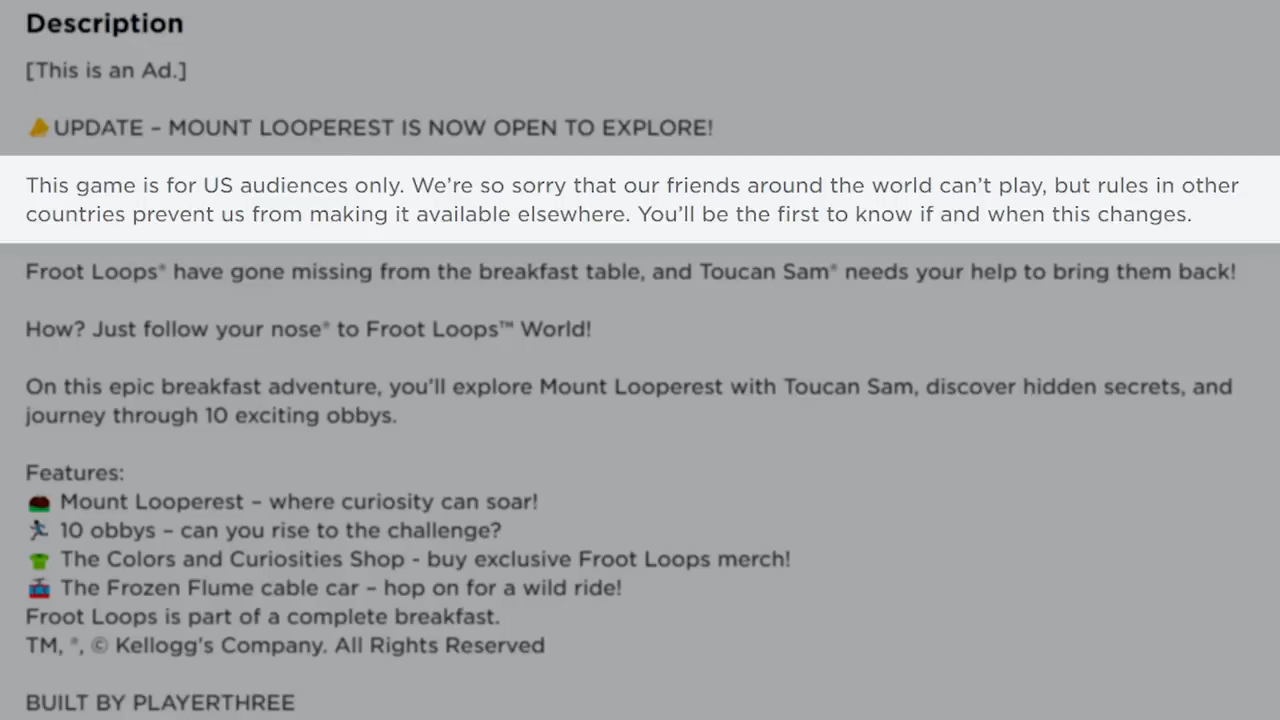 Description
[This is an Ad.]
UPDATE – MOUNT LOOPEREST IS NOW OPEN TO EXPLORE!
This game is for US audiences only. We’re so sorry that our friends around the world can’t play, but rules in other
countries prevent us from making it available elsewhere. You’ll be the first to know if and when this changes.
Froot Loops® have gone missing from the breakfast table, and Toucan Sam® needs your help to bring them back!
How? Just follow your nose® to Froot Loops™ World!
On this epic breakfast adventure, you’ll explore Mount Looperest with Toucan Sam, discover hidden secrets, and
journey through 10 exciting obbys.
Features:
Mount Looperest – where curiosity can soar!
10 obbys – can you rise to the challenge?
The Colors and Curiosities Shop - buy exclusive Froot Loops merch!
The Frozen Flume cable car – hop on for a wild ride!
Froot Loops is part of a complete breakfast.
TM, ®, © Kellogg's Company. All Rights Reserved
BUILT BY PLAYERTHREE